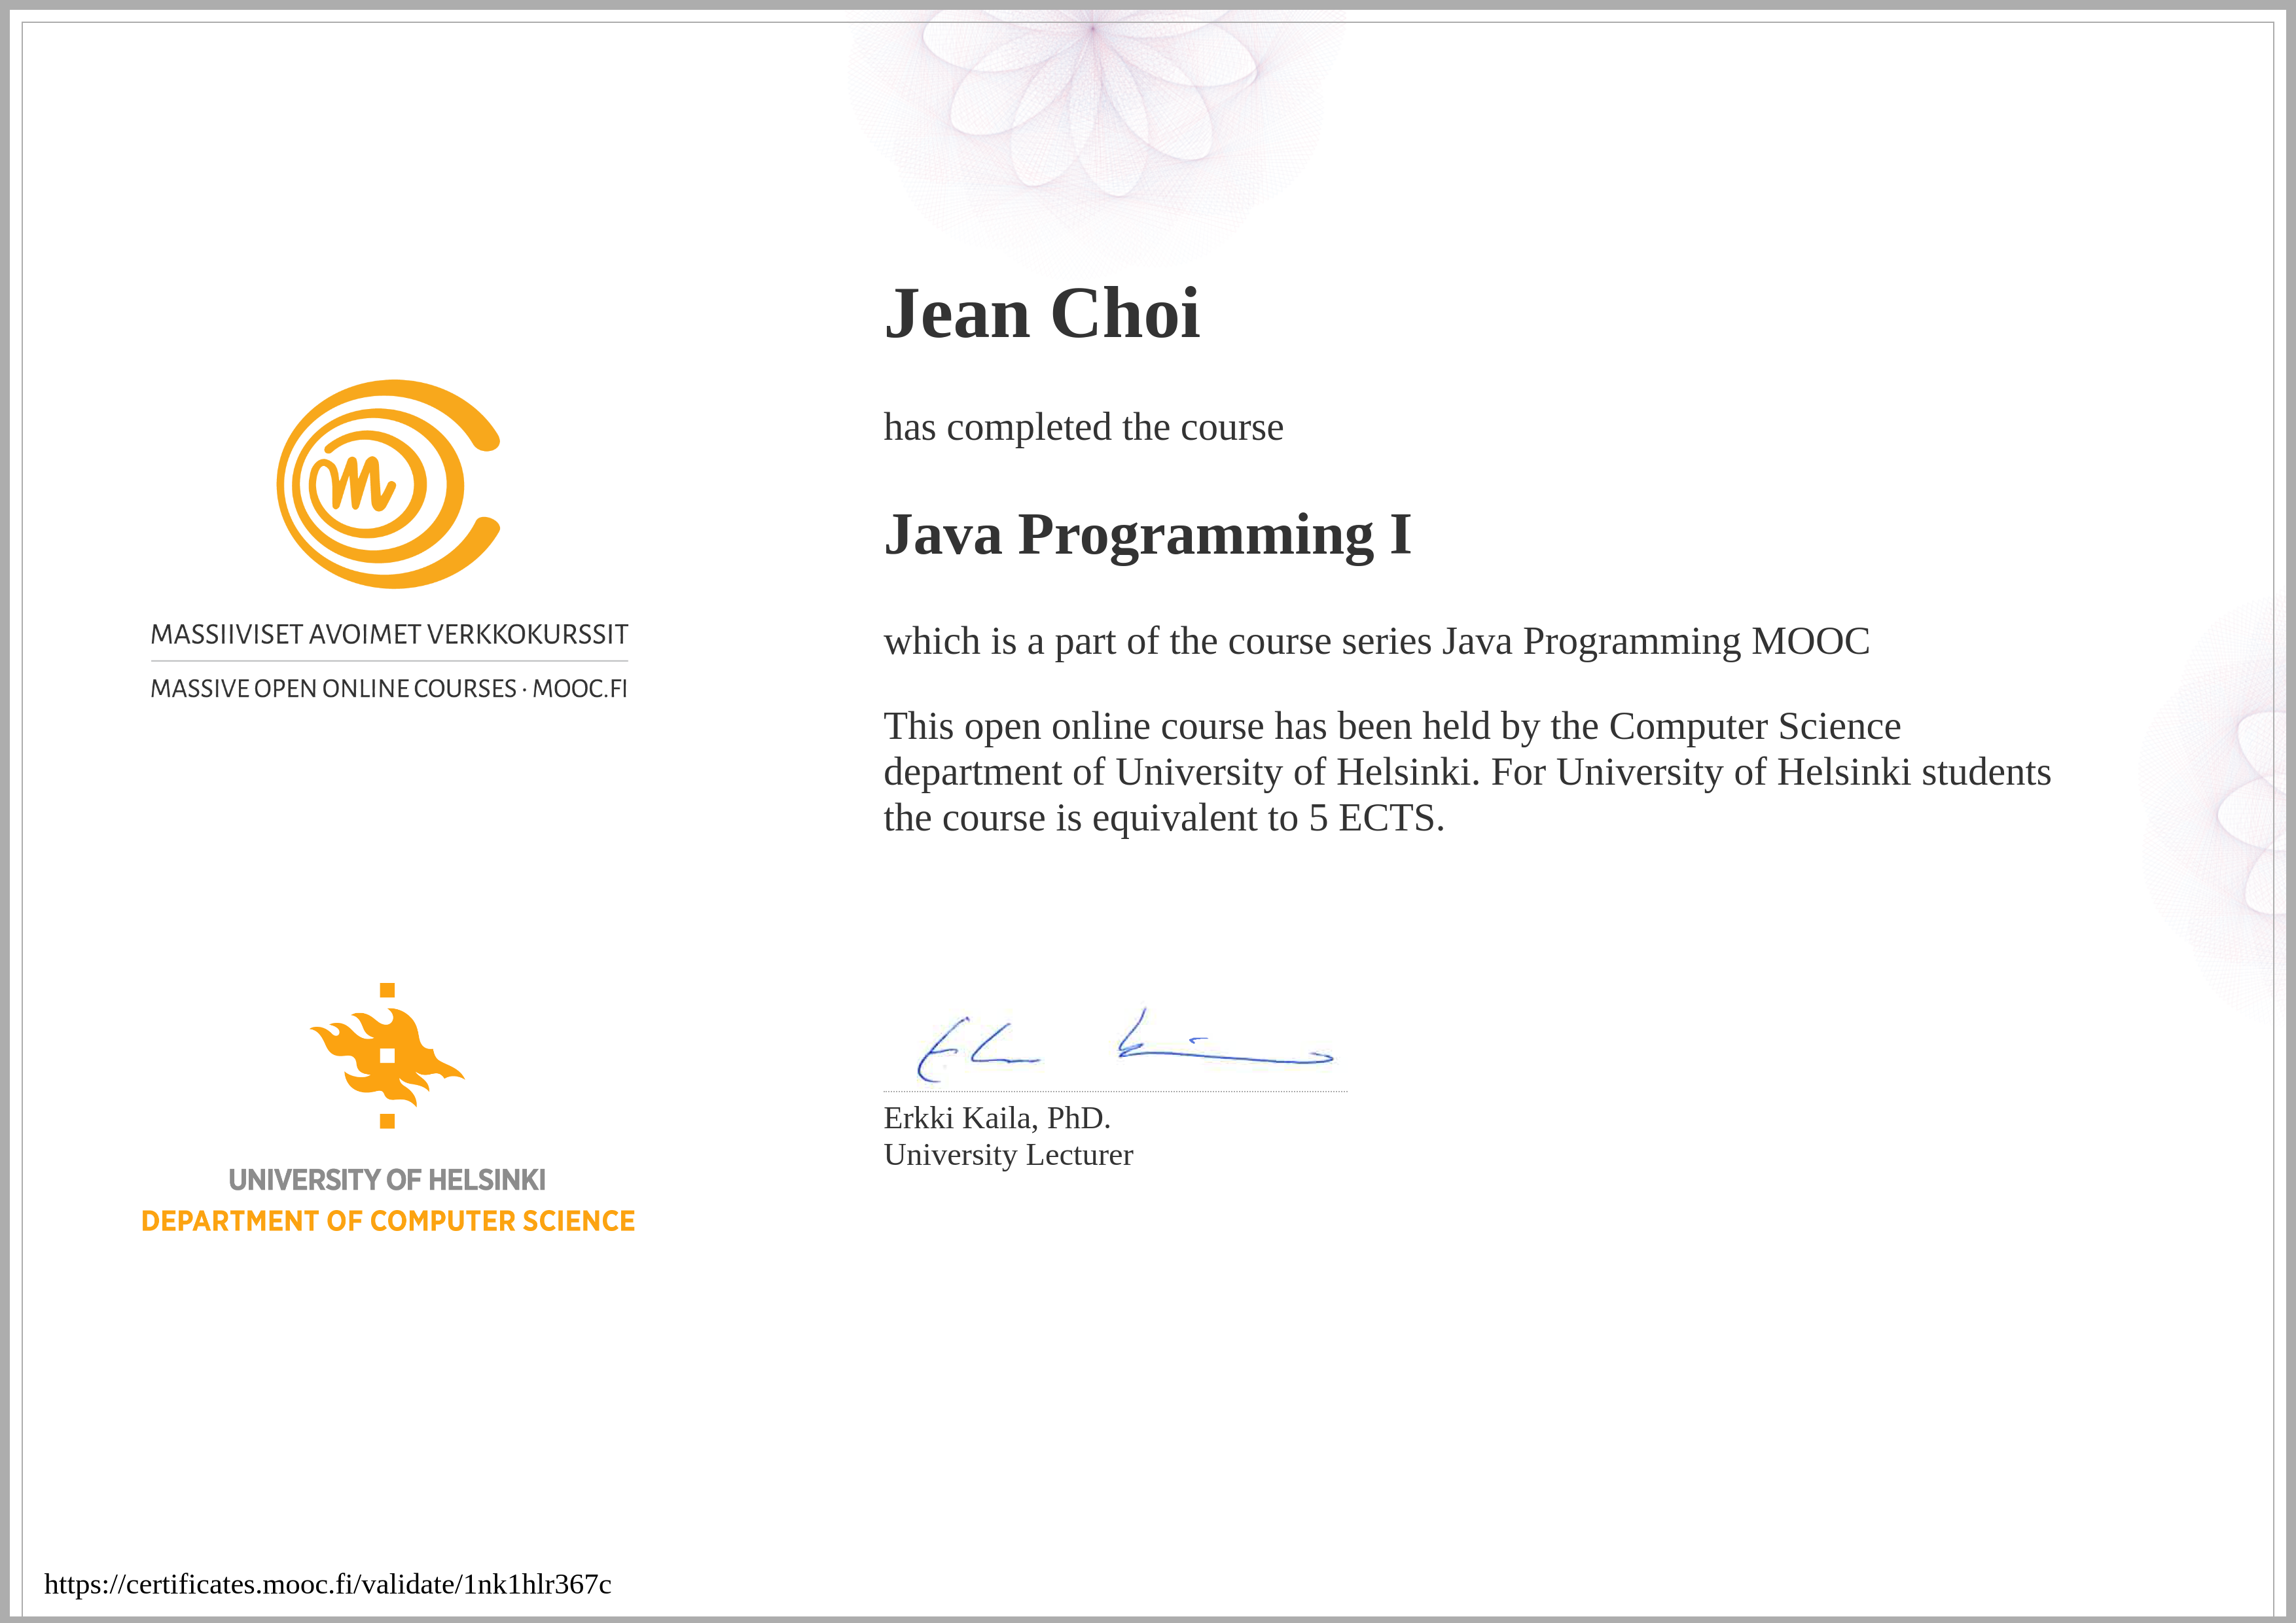 Jean Choi
has completed the course
Java Programming I
which is a part of the course series Java Programming MOOC
This open online course has been held by the Computer Science
department of University of Helsinki. For University of Helsinki students
the course is equivalent to 5 ECTS.
Erkki Kaila, PhD.
University Lecturer
MASSIIVISET AVOIMET VERKKOKURSSIT
MASSIVE OPEN ONLINE COURSES · MOOC.FI
UNIVERSITY OF HELSINKI
DEPARTMENT OF COMPUTER SCIENCE
https://certificates.mooc.fi/validate/1nk1hlr367c